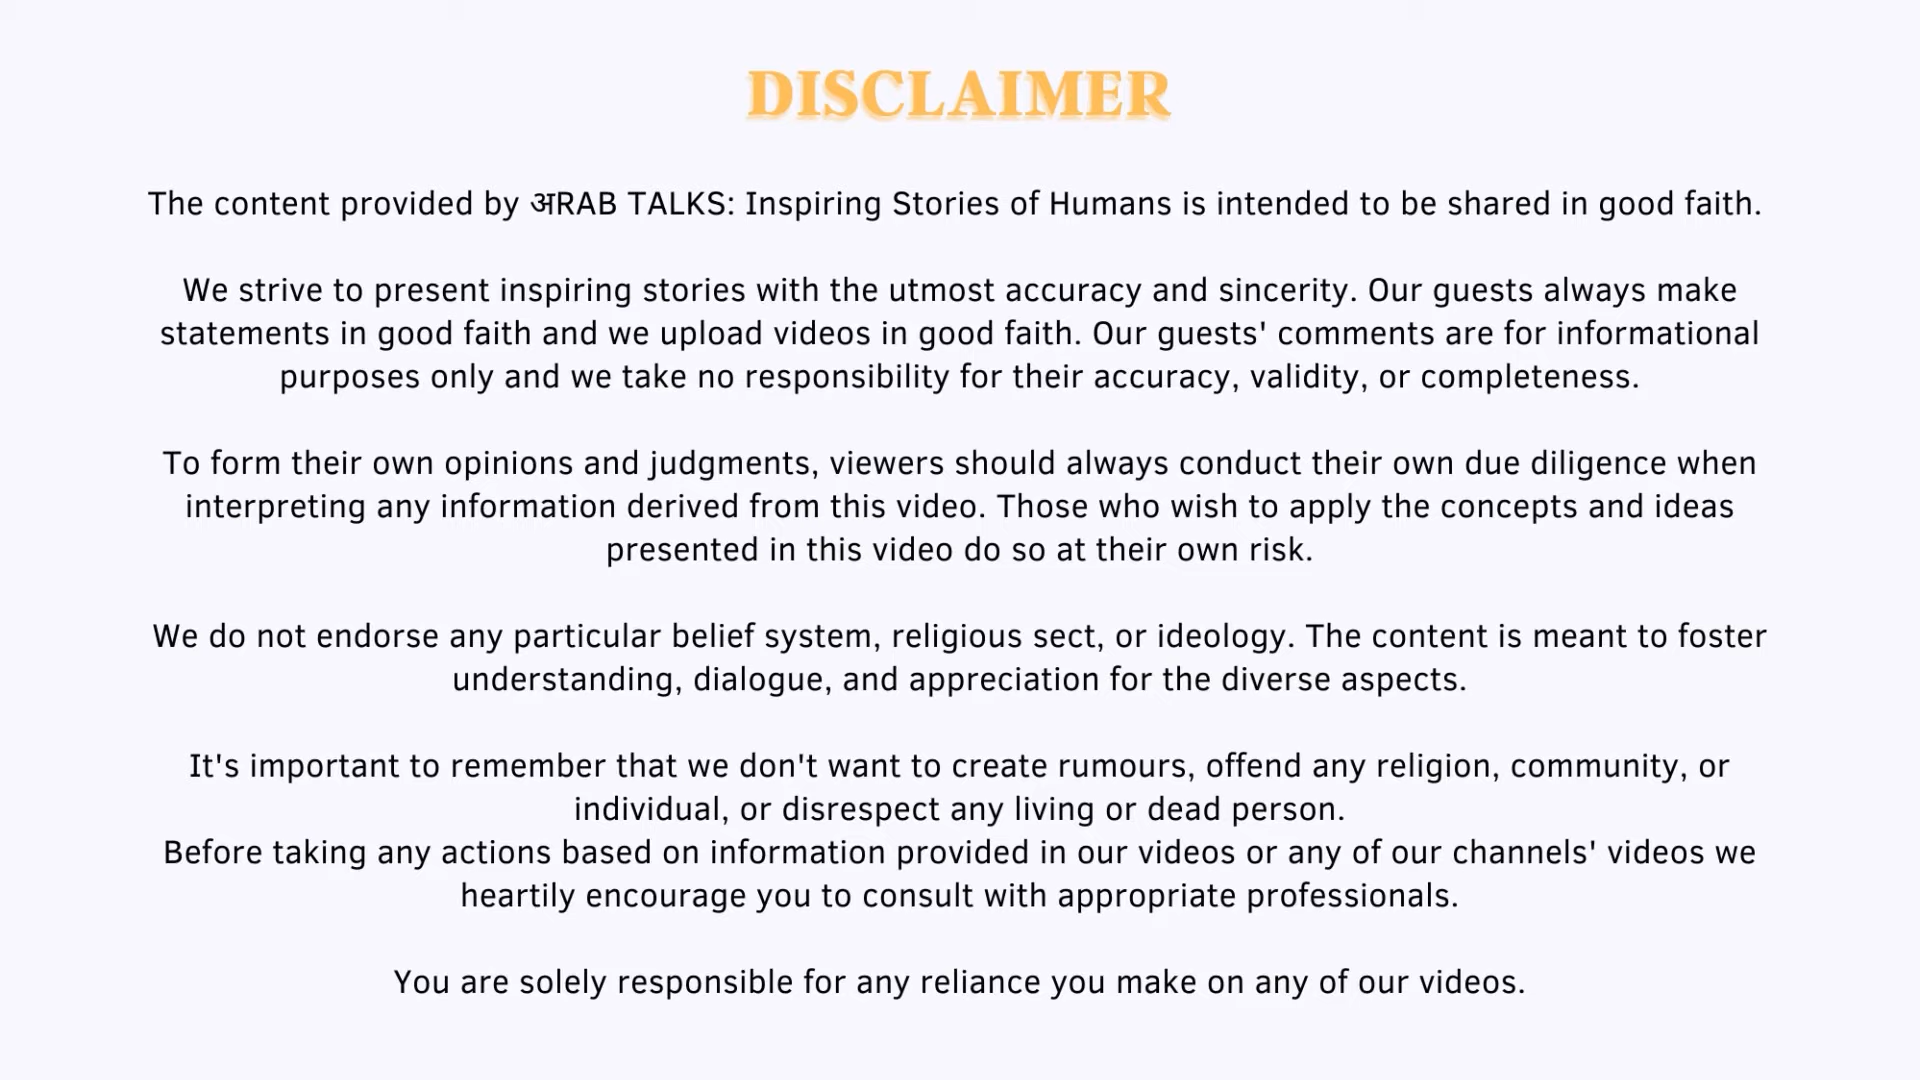 DISCLAIMER
The content provided by अRAB TALKS: Inspiring Stories of Humans is intended to be shared in good faith.
We strive to present inspiring stories with the utmost accuracy and sincerity. Our guests always make
statements in good faith and we upload videos in good faith. Our guests' comments are for informational
purposes only and we take no responsibility for their accuracy, validity, or completeness.
To form their own opinions and judgments, viewers should always conduct their own due diligence when
interpreting any information derived from this video. Those who wish to apply the concepts and ideas
presented in this video do so at their own risk.
We do not endorse any particular belief system, religious sect, or ideology. The content is meant to foster
understanding, dialogue, and appreciation for the diverse aspects.
It's important to remember that we don't want to create rumours, offend any religion, community, or
individual, or disrespect any living or dead person.
Before taking any actions based on information provided in our videos or any of our channels' videos we
heartily encourage you to consult with appropriate professionals.
You are solely responsible for any reliance you make on any of our videos.